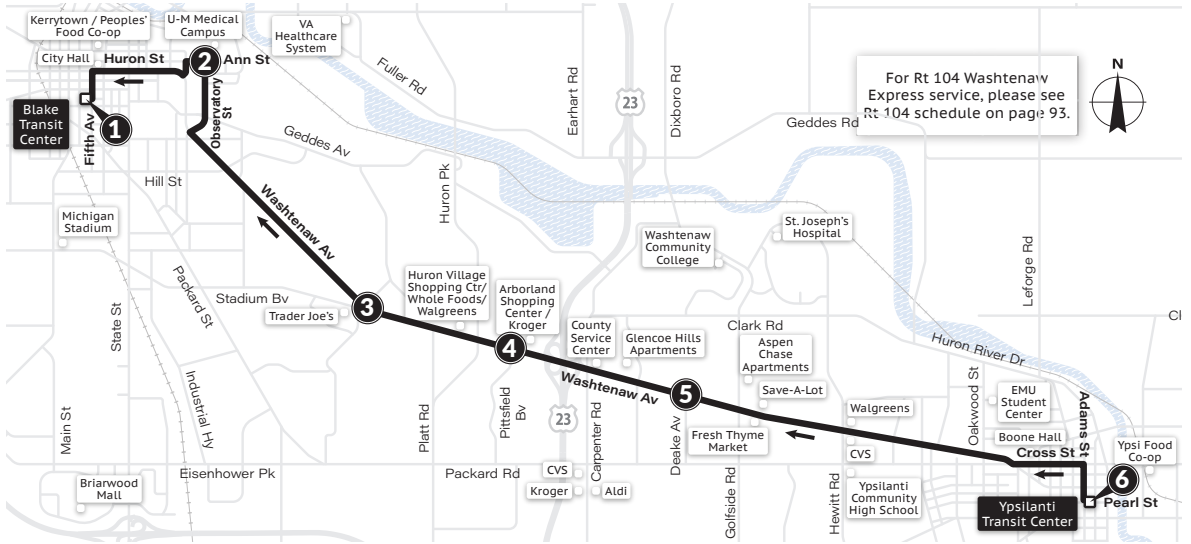 Kerrytown / Peoples'
Food Co-op
U-M Medical
Campus
VA
Healthcare
System
City Hall
Huron St
2
Ann St
Fuller Rd
Earhart Rd
23
Dixboro Rd
For Rt 104 Washtenaw
Express service, please see
Rt 104 schedule on page 93.
N
Blake
Transit
Center
Fifth Av
1
Observatory
St
Geddes Av
Geddes Rd
Hill St
Huron Pk
Washtenaw Av
Michigan
Stadium
Washtenaw
Community
College
St. Joseph's
Hospital
Leforge Rd
Packard St
State St
Stadium Bv
Trader Joe's
3
Huron Village
Shopping Ctr/
Whole Foods/
Walgreens
Arborland
Shopping
Center /
Kroger
4
County
Service
Center
Glencoe Hills
Apartments
Clark Rd
Cl
Aspen
Chase
Apartments
Huron River Dr
Washtenaw Av
5
Save-A-Lot
Industrial Hy
Main St
Platt Rd
Pittsfield
Bv
23
Carpenter Rd
Deake Av
Fresh Thyme
Market
Walgreens
Oakwood St
EMU
Student
Center
Adams St
Boone Hall
Cross St
Ypsi Food
Co-op
Eisenhower Pk
Packard Rd
CVS
Kroger
Aldi
Golfside Rd
Hewitt Rd
CVS
Ypsilanti
Community
High School
Briarwood
Mall
Ypsilanti
Transit Center
6
Pearl St